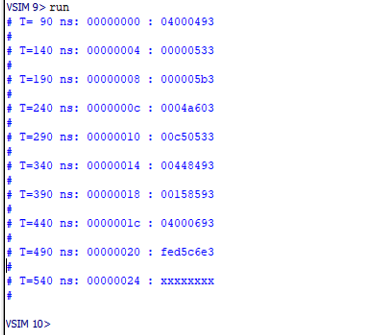 VSIM 9> run
# T= 90 ns: 00000000 : 04000493
#
# T=140 ns: 00000004 : 00000533
#
# T=190 ns: 00000008 : 000005b3
#
# T=240 ns: 0000000c : 0004a603
#
# T=290 ns: 00000010 : 00c50533
#
# T=340 ns: 00000014 : 00448493
#
# T=390 ns: 00000018 : 00158593
#
# T=440 ns: 0000001c : 04000693
#
# T=490 ns: 00000020 : fed5c6e3
#
# T=540 ns: 00000024 : xxxxxxxx
#
VSIM 10>